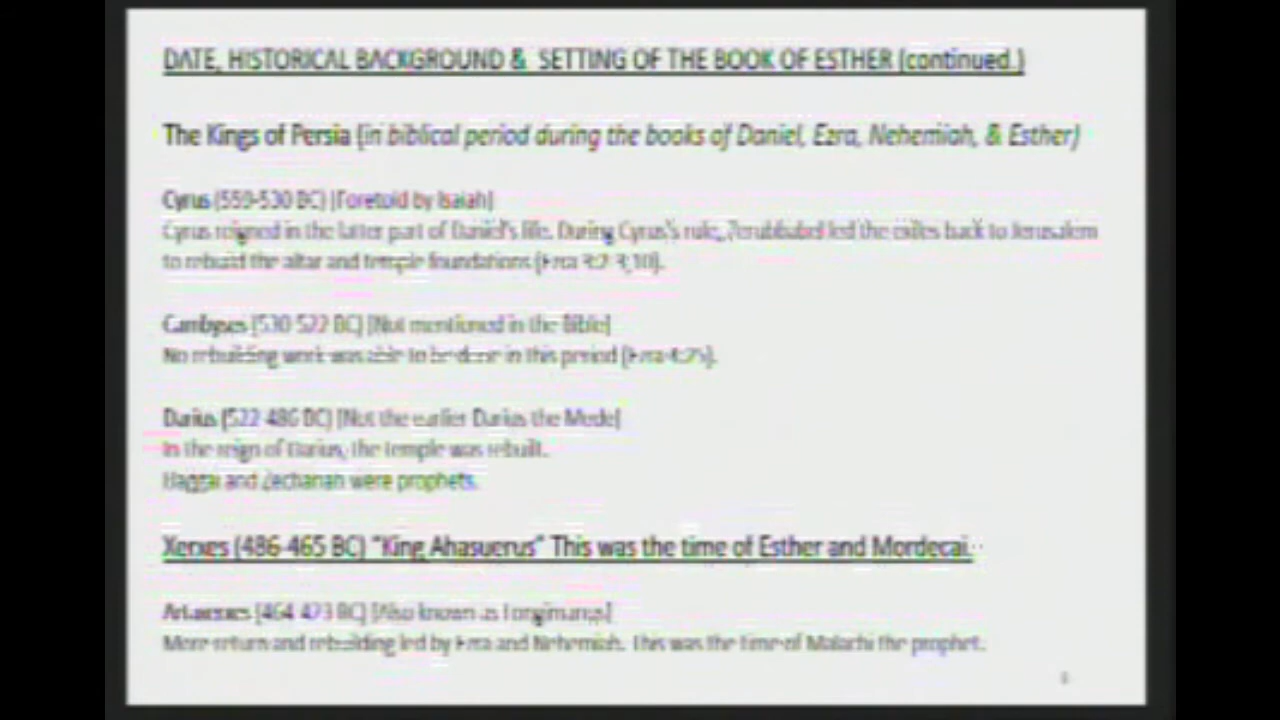 DATE, HISTORICAL BACKGROUND & SETTING OF THE BOOK OF ESTHER (continued.)
The Kings of Persia (in biblical period during the books of Daniel, Ezra, Nehemiah, & Esther)
Cyrus (559-530 BC) [Foretold by Isaiah]
Cyrus reigned in the latter part of Daniel's life. During Cyrus's rule, Zerubbabel led the exiles back to Jerusalem
to rebuild the altar and temple foundations (Ezra 3:2
Cambyses (530-522 BC) [Not mentioned in the Bible]
No rebuilding work was able to be done in this period (Ezra 4:
Darius (522-486 BC) [Not the earlier Darius the Mede]
In the reign of Darius, the temple was rebuilt.
Haggai and Zechariah were prophets.
Xerxes (486-465 BC) "King Ahasuerus" This was the time of Esther and Mordecai.
Artaxerxes (464-423 BC) [Also known as Longimanus]
More return and rebuilding led by Ezra and Nehemiah. This was the time of Malachi the prophet.